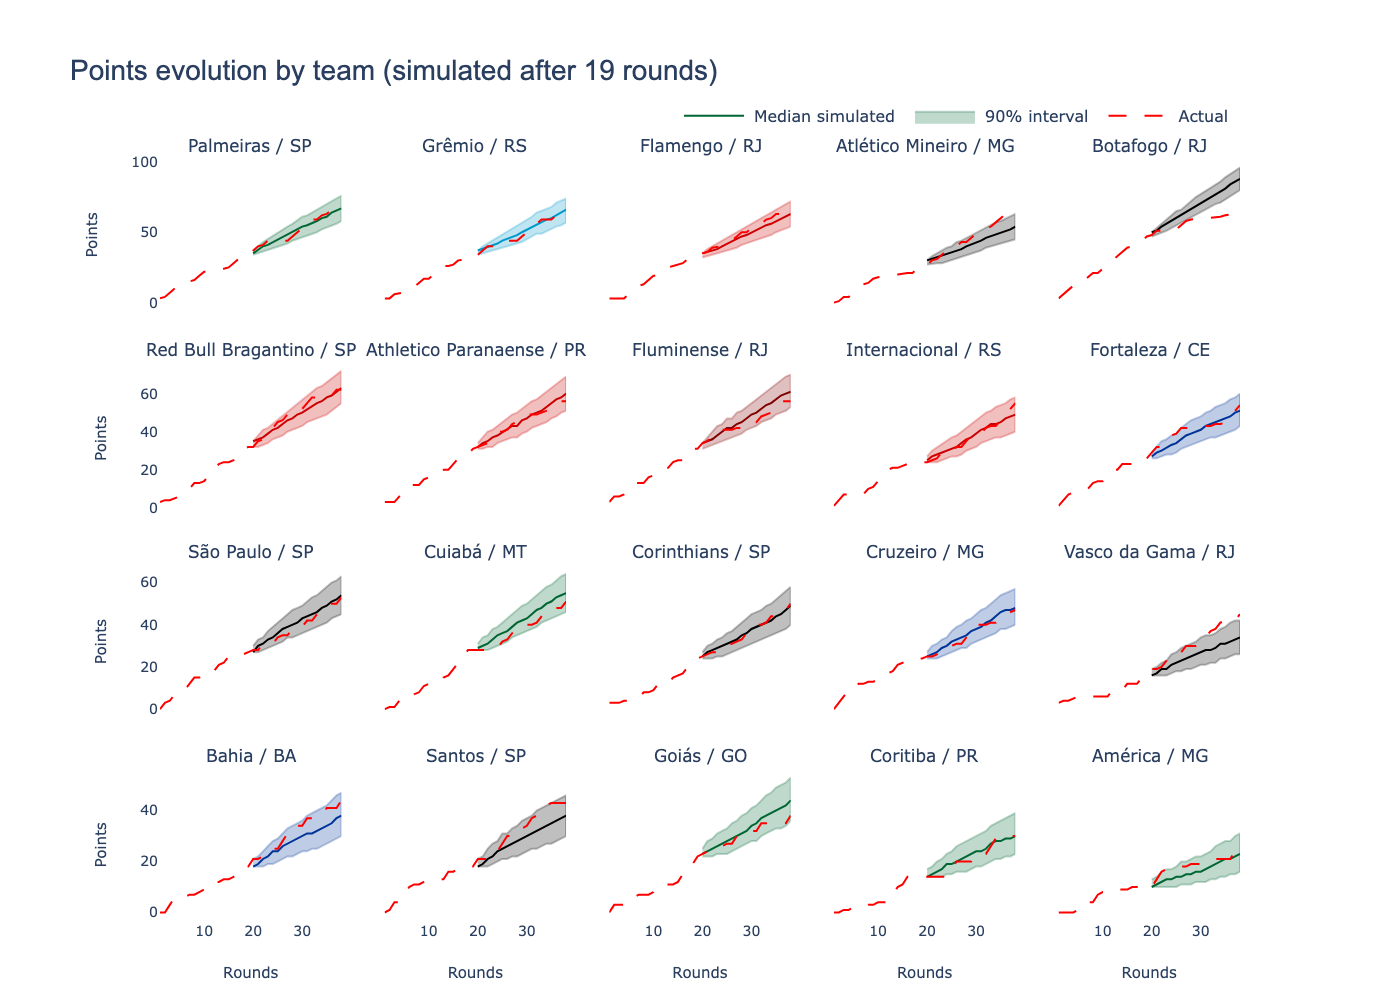 Points evolution by team (simulated after 19 rounds)
Median simulated 90% interval Actual
Palmeiras / SP Grêmio / RS Flamengo / RJ Atlético Mineiro / MG Botafogo / RJ
100
50
0
Points
Red Bull Bragantino / SP Athletico Paranaense / PR Fluminense / RJ Internacional / RS Fortaleza / CE
60
40
20
0
Points
São Paulo / SP Cuiabá / MT Corinthians / SP Cruzeiro / MG Vasco da Gama / RJ
60
40
20
0
Points
Bahia / BA Santos / SP Goiás / GO Coritiba / PR América / MG
40
20
0
Points
10 20 30 10 20 30 10 20 30 10 20 30 10 20 30
Rounds Rounds Rounds Rounds Rounds